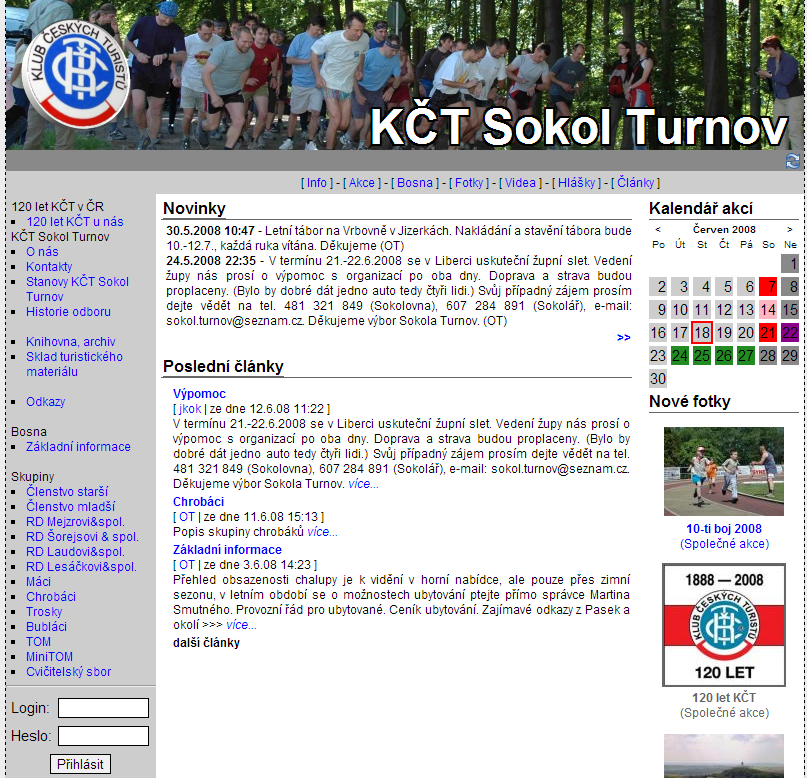 KLUB ČESKÝCH TURISTŮ
KČT Sokol Turnov
[ Info ] - [ Akce ] - [ Bosna ] - [ Fotky ] - [ Videa ] - [ Hlášky ] - [ Články ]
120 let KČT v ČR
120 let KČT u nás
KČT Sokol Turnov
O nás
Kontakty
Stanovy KČT Sokol
Turnov
Historie odboru
Knihovna, archiv
Sklad turistického
materiálu
Odkazy
Bosna
Základní informace
Skupiny
Členstvo starší
Členstvo mladší
RD Mejzrovi&spol.
RD Šorejsovi & spol.
RD Laudovi&spol.
RD Lesáčkovi&spol.
Máci
Chrobáci
Trosky
Bubláci
TOM
MiniTOM
Cvičitelský sbor
Login:
Heslo:
Přihlásit
Novinky
30.5.2008 10:47 - Letní tábor na Vrbovně v Jizerkách. Nakládání a stavění tábora bude
10.-12.7., každá ruka vítána. Děkujeme (OT)
24.5.2008 22:35 - V termínu 21.-22.6.2008 se v Liberci uskuteční župní slet. Vedení
župy nás prosí o výpomoc s organizací po oba dny. Doprava a strava budou
proplaceny. (Bylo by dobré dát jedno auto tedy čtyři lidi.) Svůj případný zájem prosím
dejte vědět na tel. 481 321 849 (Sokolovna), 607 284 891 (Sokolář), e-mail:
sokol.turnov@seznam.cz. Děkujeme výbor Sokola Turnov. (OT)
>>
Poslední články
Výpomoc
[ jkok | ze dne 12.6.08 11:22 ]
V termínu 21.-22.6.2008 se v Liberci uskuteční župní slet. Vedení župy nás prosí o
výpomoc s organizací po oba dny. Doprava a strava budou proplaceny. (Bylo by
dobré dát jedno auto tedy čtyři lidi.) Svůj případný zájem prosím dejte vědět na tel.
481 321 849 (Sokolovna), 607 284 891 (Sokolář), e-mail: sokol.turnov@seznam.cz.
Děkujeme výbor Sokola Turnov. více...
Chrobáci
[ OT | ze dne 11.6.08 15:13 ]
Popis skupiny chrobáků více...
Základní informace
[ OT | ze dne 3.6.08 14:23 ]
Přehled obsazenosti chalupy je k vidění v horní nabídce, ale pouze přes zimní
sezonu, v letním období se o možnostech ubytování ptejte přímo správce Martina
Smutného. Provozní řád pro ubytované. Ceník ubytování. Zajímavé odkazy z Pasek a
okolí >>> více...
další články
Kalendář akcí
< Červen 2008 >
Po Út St Čt Pá So Ne
1
2 3 4 5 6 7 8
9 10 11 12 13 14 15
16 17 18 19 20 21 22
23 24 25 26 27 28 29
30
Nové fotky
10-ti boj 2008
(Společné akce)
1888 — 2008
KLUB ČESKÝCH TURISTŮ
120 LET
120 let KČT
(Společné akce)